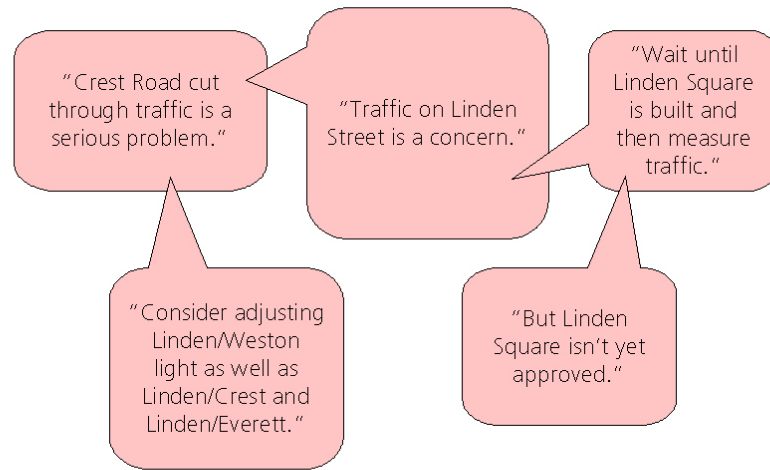 “Crest Road cut
through traffic is a
serious problem.“
“Traffic on Linden
Street is a concern.“
“Wait until
Linden Square
is built and
then measure
traffic.“
“Consider adjusting
Linden/Weston
light as well as
Linden/Crest and
Linden/Everett.“
“But Linden
Square isn’t yet
approved.“